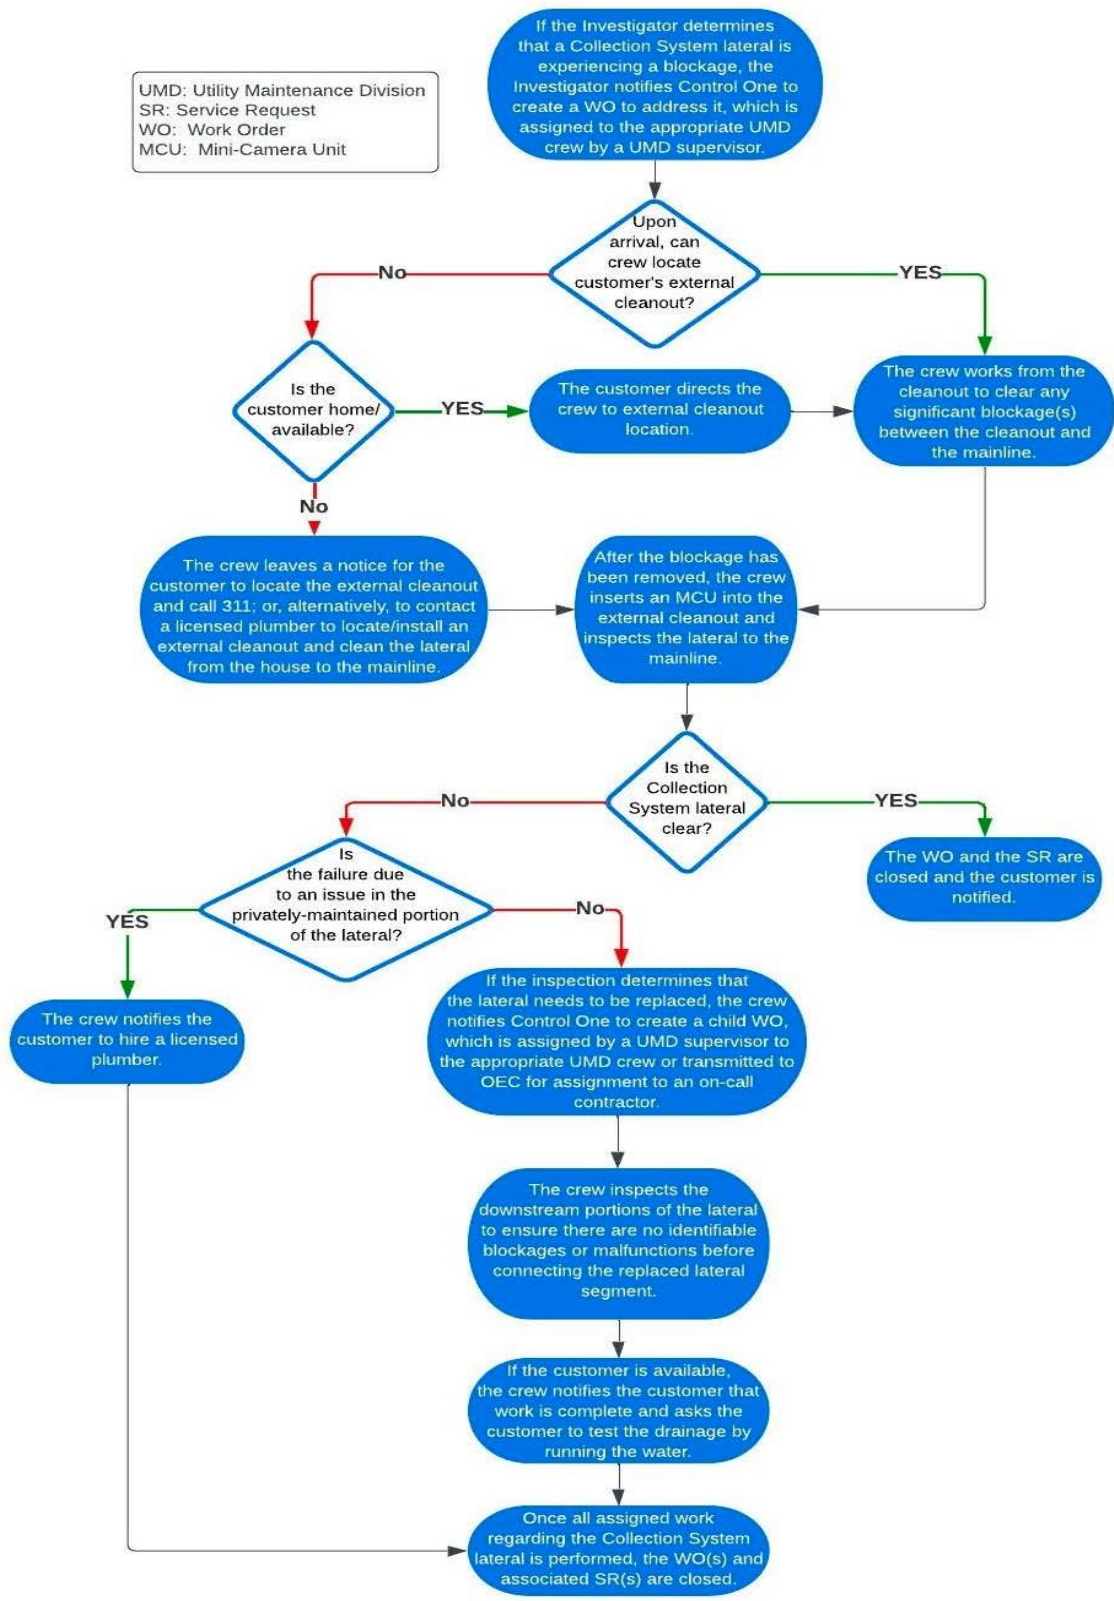 If the Investigator determines
that a Collection System lateral is
experiencing a blockage, the
Investigator notifies Control One to
create a WO to address it, which is
assigned to the appropriate UMD
crew by a UMD supervisor.
UMD: Utility Maintenance Division
SR: Service Request
WO: Work Order
MCU: Mini-Camera Unit
Upon
arrival, can
crew locate
customer's external
cleanout?
No
YES
Is the
customer home/
available?
YES
The customer directs the
crew to external cleanout
location.
The crew works from the
cleanout to clear any
significant blockage(s)
between the cleanout and
the mainline.
No
The crew leaves a notice for the
customer to locate the external cleanout
and call 311; or, alternatively, to contact
a licensed plumber to locate/install an
external cleanout and clean the lateral
from the house to the mainline.
After the blockage has
been removed, the crew
inserts an MCU into the
external cleanout and
inspects the lateral to the
mainline.
Is the
Collection
System lateral
clear?
No
YES
The WO and the SR are
closed and the customer is
notified.
Is
the failure due
to an issue in the
privately-maintained portion
of the lateral?
YES
No
The crew notifies the
customer to hire a licensed
plumber.
If the inspection determines that
the lateral needs to be replaced, the crew
notifies Control One to create a child WO,
which is assigned by a UMD supervisor to
the appropriate UMD crew or transmitted to
OEC for assignment to an on-call
contractor.
The crew inspects the
downstream portions of the lateral
to ensure there are no identifiable
blockages or malfunctions before
connecting the replaced lateral
segment.
If the customer is available,
the crew notifies the customer that
work is complete and asks the
customer to test the drainage by
running the water.
Once all assigned work
regarding the Collection System
lateral is performed, the WO(s) and
associated SR(s) are closed.